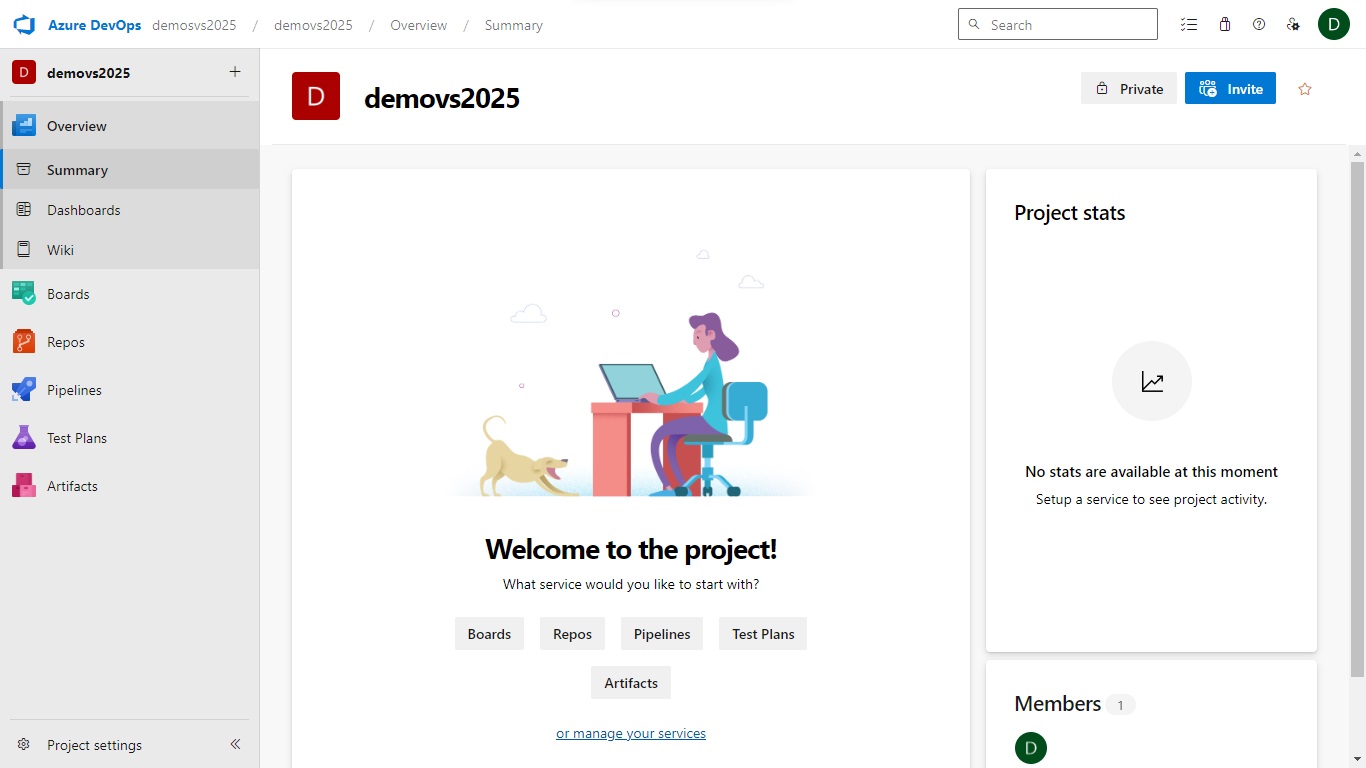 Azure DevOps demosvs2025 / demovs2025 / Overview / Summary
Search
D
D demovs2025
Overview
Summary
Dashboards
Wiki
Boards
Repos
Pipelines
Test Plans
Artifacts
Project settings
D demovs2025
Private
Invite
Welcome to the project!
What service would you like to start with?
Boards Repos Pipelines Test Plans
Artifacts
or manage your services
Project stats
No stats are available at this moment
Setup a service to see project activity.
Members 1
D